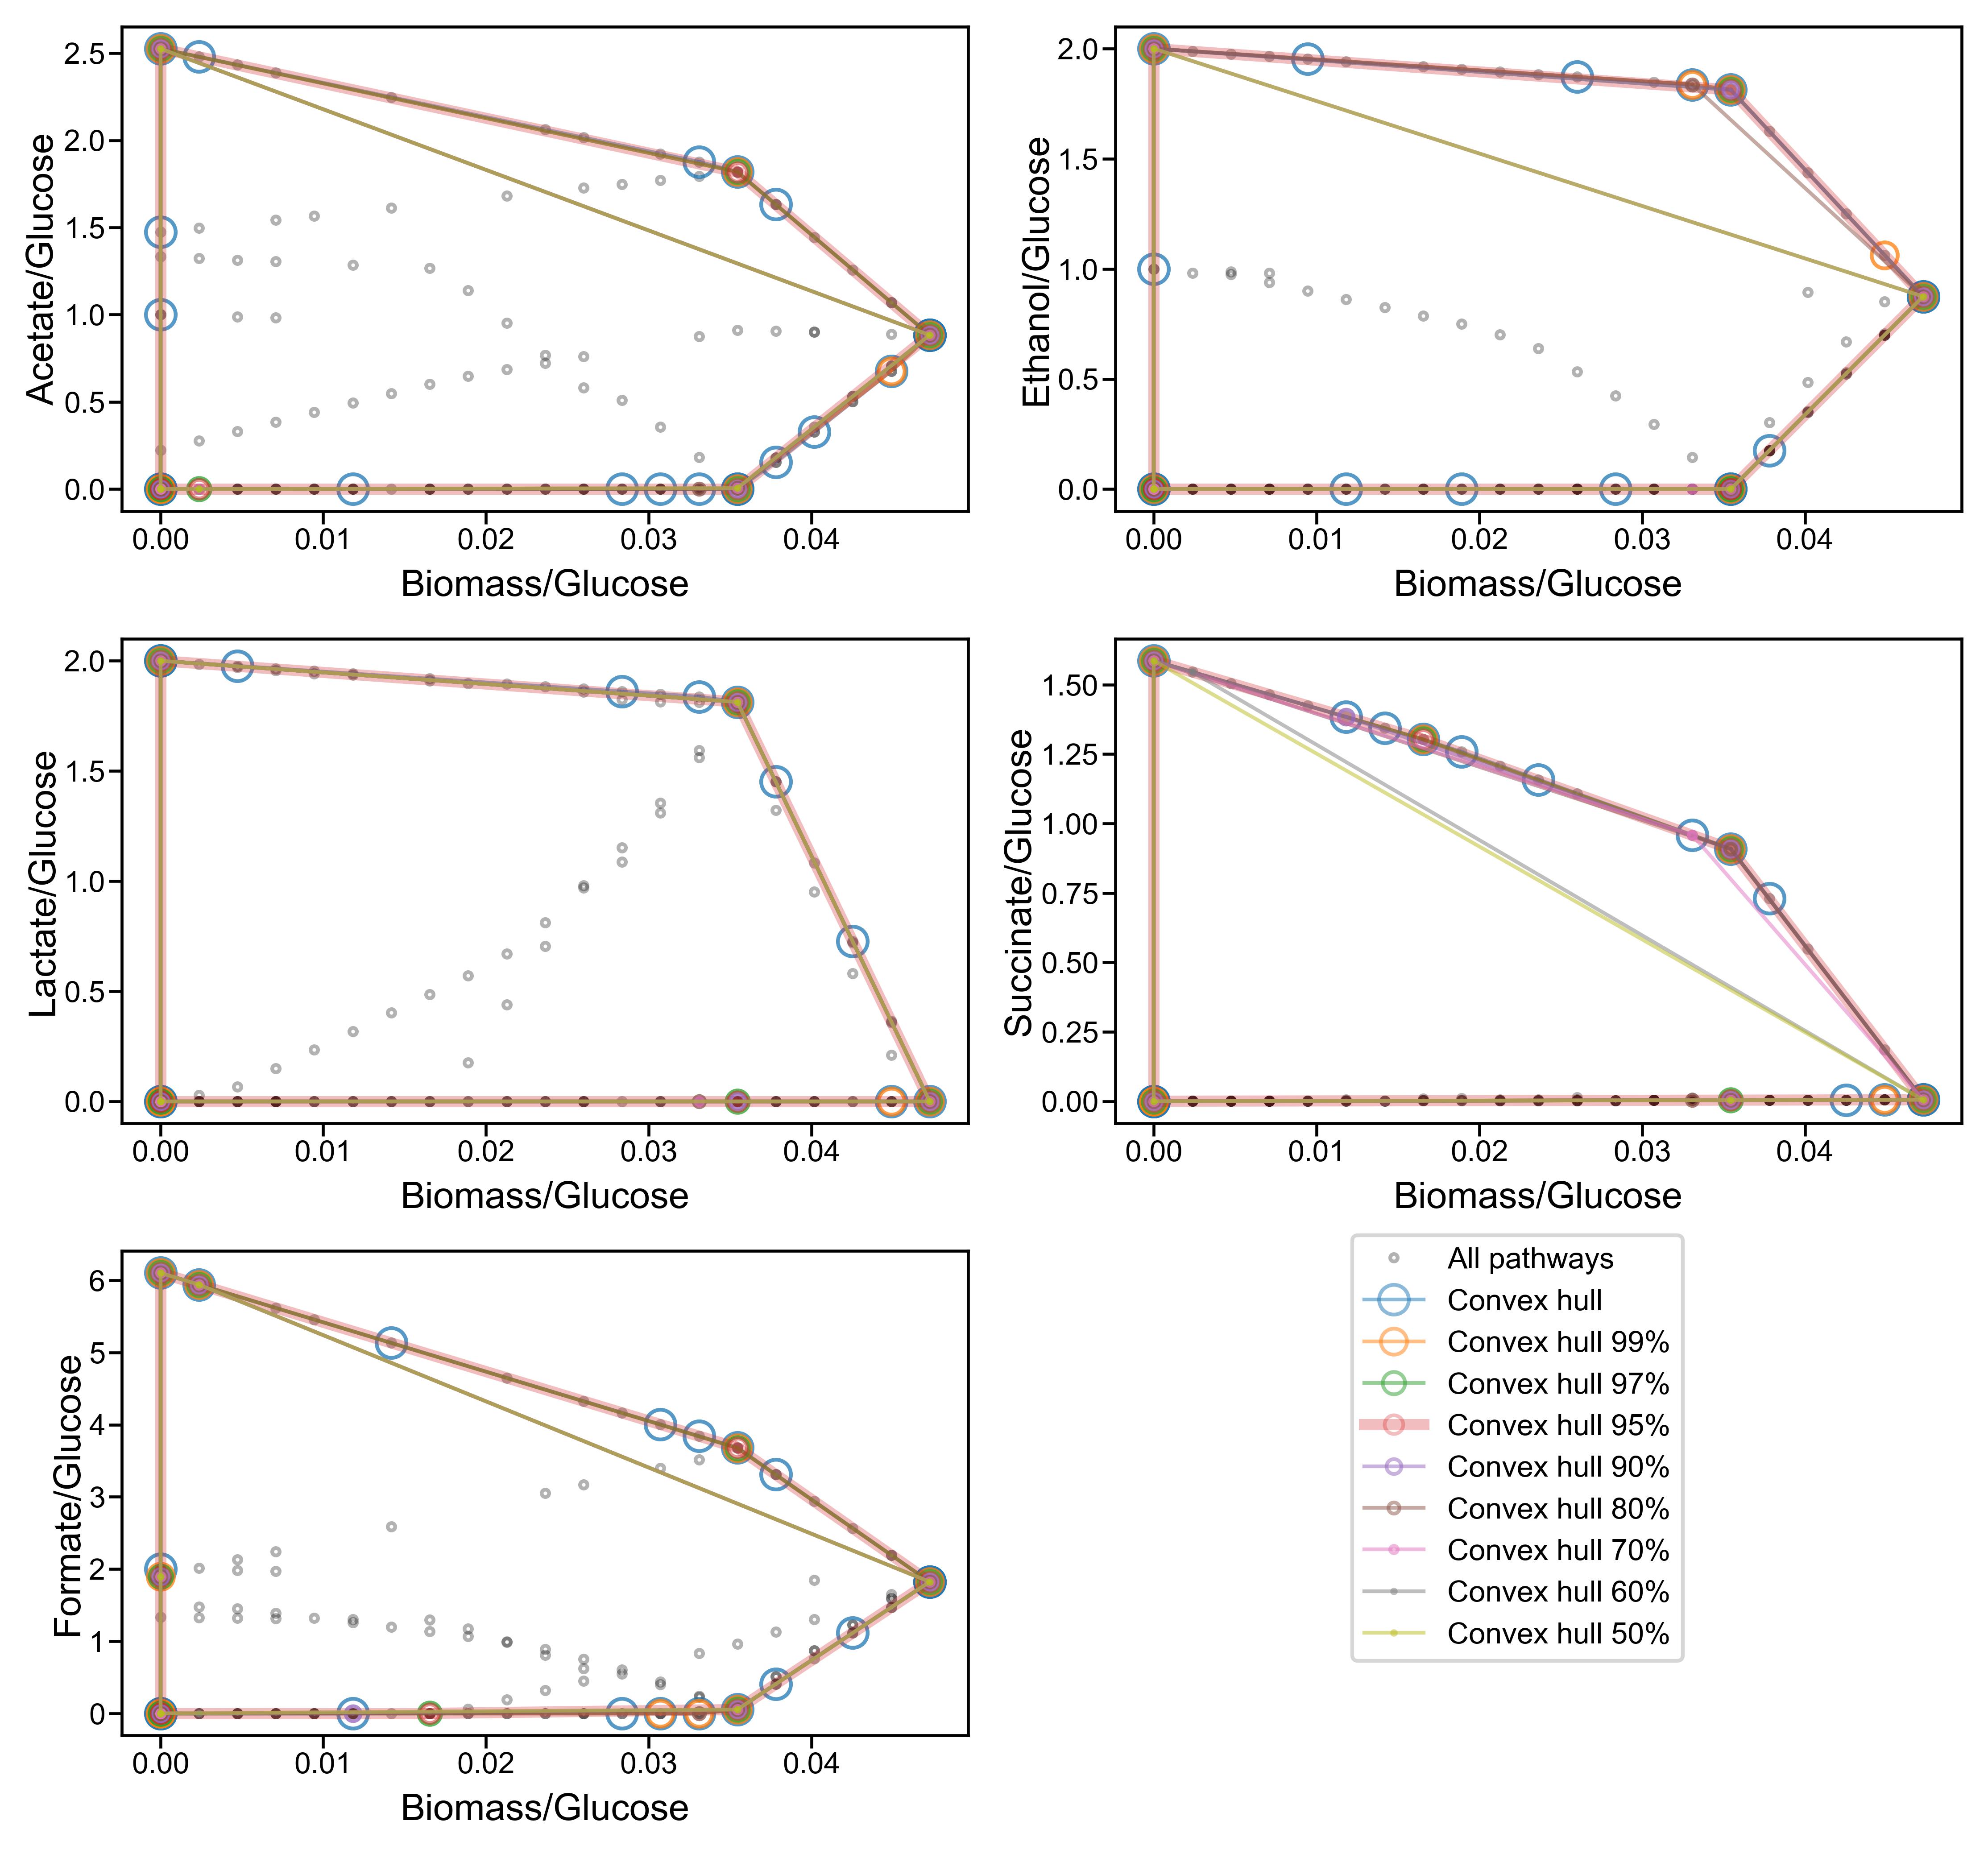 2.5
2.0
1.5
1.0
0.5
0.0
Acetate/Glucose
0.00 0.01 0.02 0.03 0.04
Biomass/Glucose
2.0
1.5
1.0
0.5
0.0
Ethanol/Glucose
0.00 0.01 0.02 0.03 0.04
Biomass/Glucose
2.0
1.5
1.0
0.5
0.0
Lactate/Glucose
0.00 0.01 0.02 0.03 0.04
Biomass/Glucose
1.50
1.25
1.00
0.75
0.50
0.25
0.00
Succinate/Glucose
0.00 0.01 0.02 0.03 0.04
Biomass/Glucose
6
5
4
3
2
1
0
Formate/Glucose
0.00 0.01 0.02 0.03 0.04
Biomass/Glucose
All pathways
Convex hull
Convex hull 99%
Convex hull 97%
Convex hull 95%
Convex hull 90%
Convex hull 80%
Convex hull 70%
Convex hull 60%
Convex hull 50%